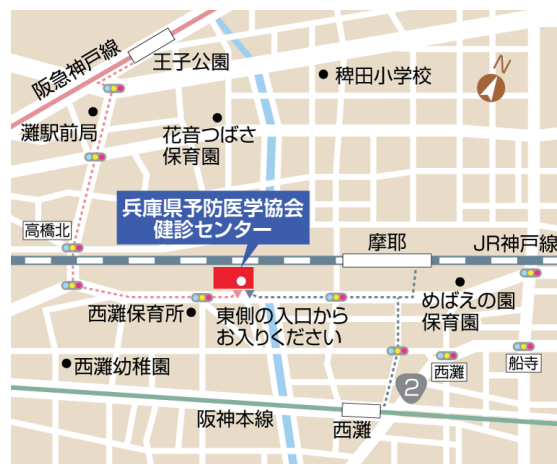 阪急神戸線
王子公園
N
稗田小学校
灘駅前局
花音つばさ
保育園
兵庫県予防医学協会
健診センター
高橋北
摩耶
JR神戸線
西灘保育所
東側の入口から
お入りください
めばえの園
保育園
西灘幼稚園
2
西灘
船寺
阪神本線
西灘